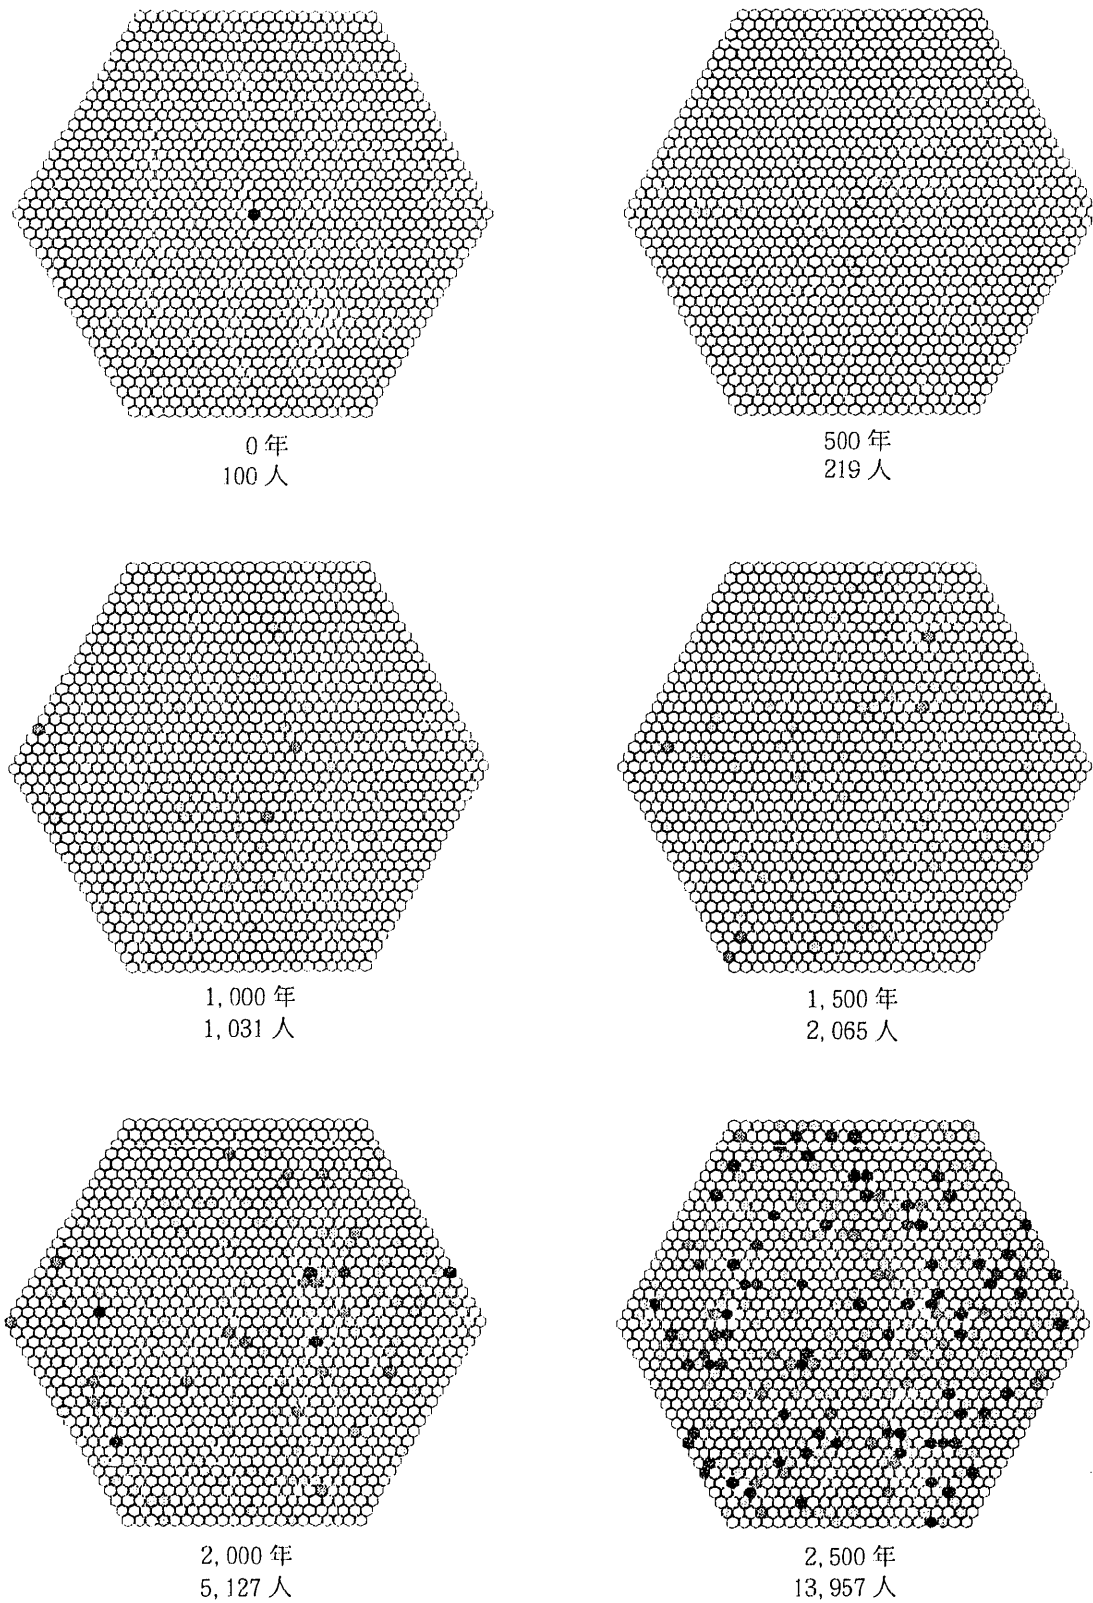 0 年
100 人
500 年
219 人
1,000 年
1,031 人
1,500 年
2,065 人
2,000 年
5,127 人
2,500 年
13,957 人